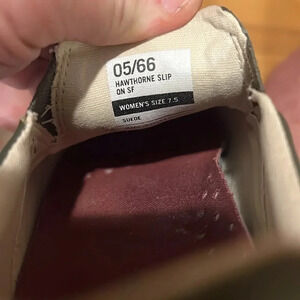 05/66
HAWTHORNE SLIP
ON SF
WOMEN'S SIZE 7.5
SUEDE